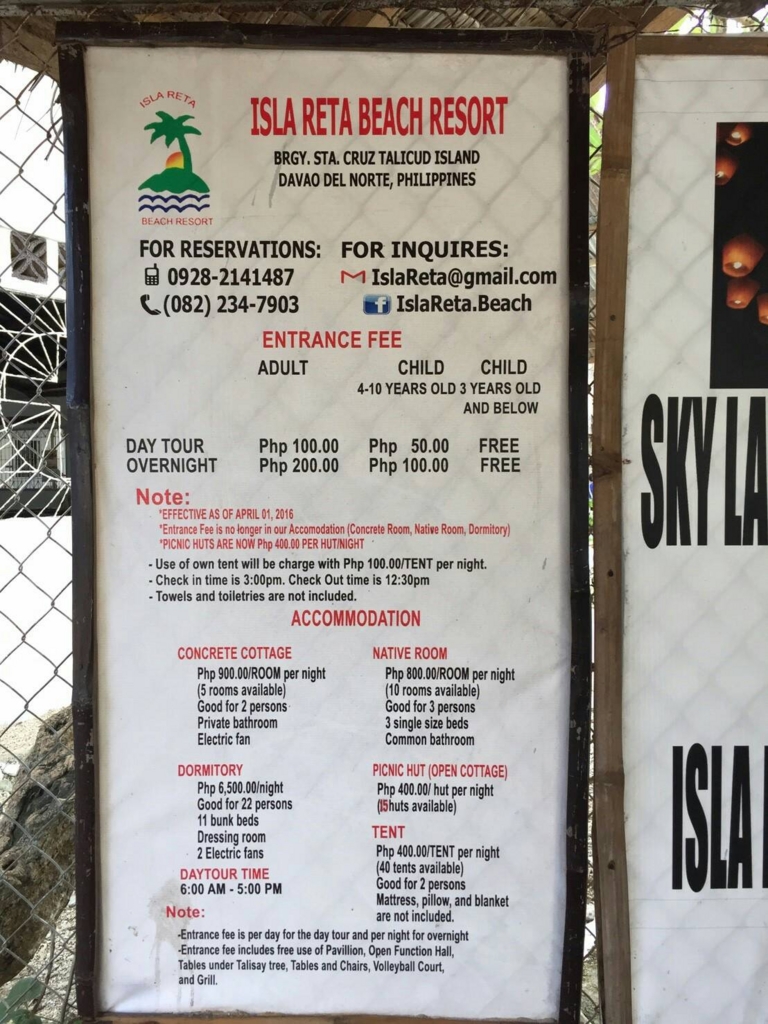 ISLA RETA
BEACH RESORT
ISLA RETA BEACH RESORT
BRGY. STA. CRUZ TALICUD ISLAND
DAVAO DEL NORTE, PHILIPPINES
FOR RESERVATIONS: FOR INQUIRES:
0928-2141487 IslaReta@gmail.com
(082) 234-7903 IslaReta.Beach
ENTRANCE FEE
ADULT CHILD CHILD
4-10 YEARS OLD 3 YEARS OLD
AND BELOW
DAY TOUR Php 100.00 Php 50.00 FREE
OVERNIGHT Php 200.00 Php 100.00 FREE
Note:
*EFFECTIVE AS OF APRIL 01, 2016
*Entrance Fee is no longer in our Accomodation (Concrete Room, Native Room, Dormitory)
*PICNIC HUTS ARE NOW Php 400.00 PER HUT/NIGHT
- Use of own tent will be charge with Php 100.00/TENT per night.
- Check in time is 3:00pm. Check Out time is 12:30pm
- Towels and toiletries are not included.
ACCOMMODATION
CONCRETE COTTAGE
Php 900.00/ROOM per night
(5 rooms available)
Good for 2 persons
Private bathroom
Electric fan
NATIVE ROOM
Php 800.00/ROOM per night
(10 rooms available)
Good for 3 persons
3 single size beds
Common bathroom
DORMITORY
Php 6,500.00/night
Good for 22 persons
11 bunk beds
Dressing room
2 Electric fans
PICNIC HUT (OPEN COTTAGE)
Php 400.00/ hut per night
(15huts available)
TENT
Php 400.00/TENT per night
(40 tents available)
Good for 2 persons
Mattress, pillow, and blanket
are not included.
DAYTOUR TIME
6:00 AM - 5:00 PM
Note:
-Entrance fee is per day for the day tour and per night for overnight
-Entrance fee includes free use of Pavillion, Open Function Hall,
Tables under Talisay tree, Tables and Chairs, Volleyball Court,
and Grill.
SKY LA
ISLA